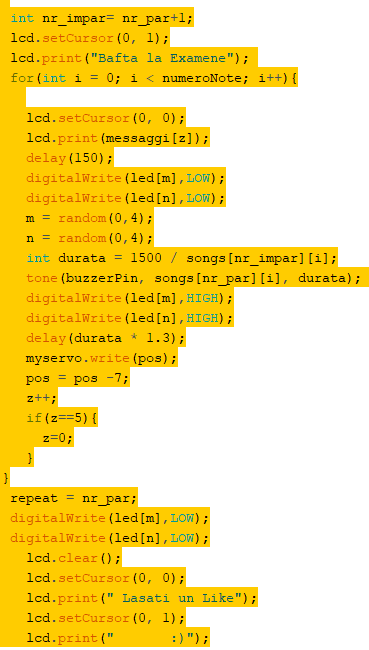 int nr_impar= nr_par+1;
lcd.setCursor(0, 1);
lcd.print("Bafta la Examene");
for(int i = 0; i < numeroNote; i++){
lcd.setCursor(0, 0);
lcd.print(messaggi[z]);
delay(150);
digitalWrite(led[m],LOW);
digitalWrite(led[n],LOW);
m = random(0,4);
n = random(0,4);
int durata = 1500 / songs[nr_impar][i];
tone(buzzerPin, songs[nr_par][i], durata);
digitalWrite(led[m],HIGH);
digitalWrite(led[n],HIGH);
delay(durata * 1.3);
myservo.write(pos);
pos = pos -7;
z++;
if(z==5){
z=0;
}
}
repeat = nr_par;
digitalWrite(led[m],LOW);
digitalWrite(led[n],LOW);
lcd.clear();
lcd.setCursor(0, 0);
lcd.print(" Lasati un Like");
lcd.setCursor(0, 1);
lcd.print("       :)");